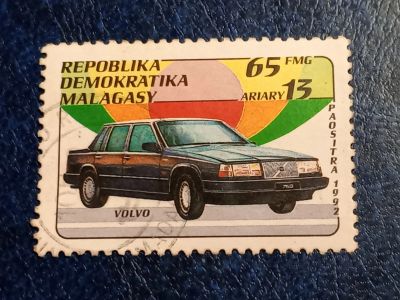 REPOBLIKA
DEMOKRATIKA
MALAGASY
65 FMG
ARIARY 13
PAOSITRA 1992
VOLVO